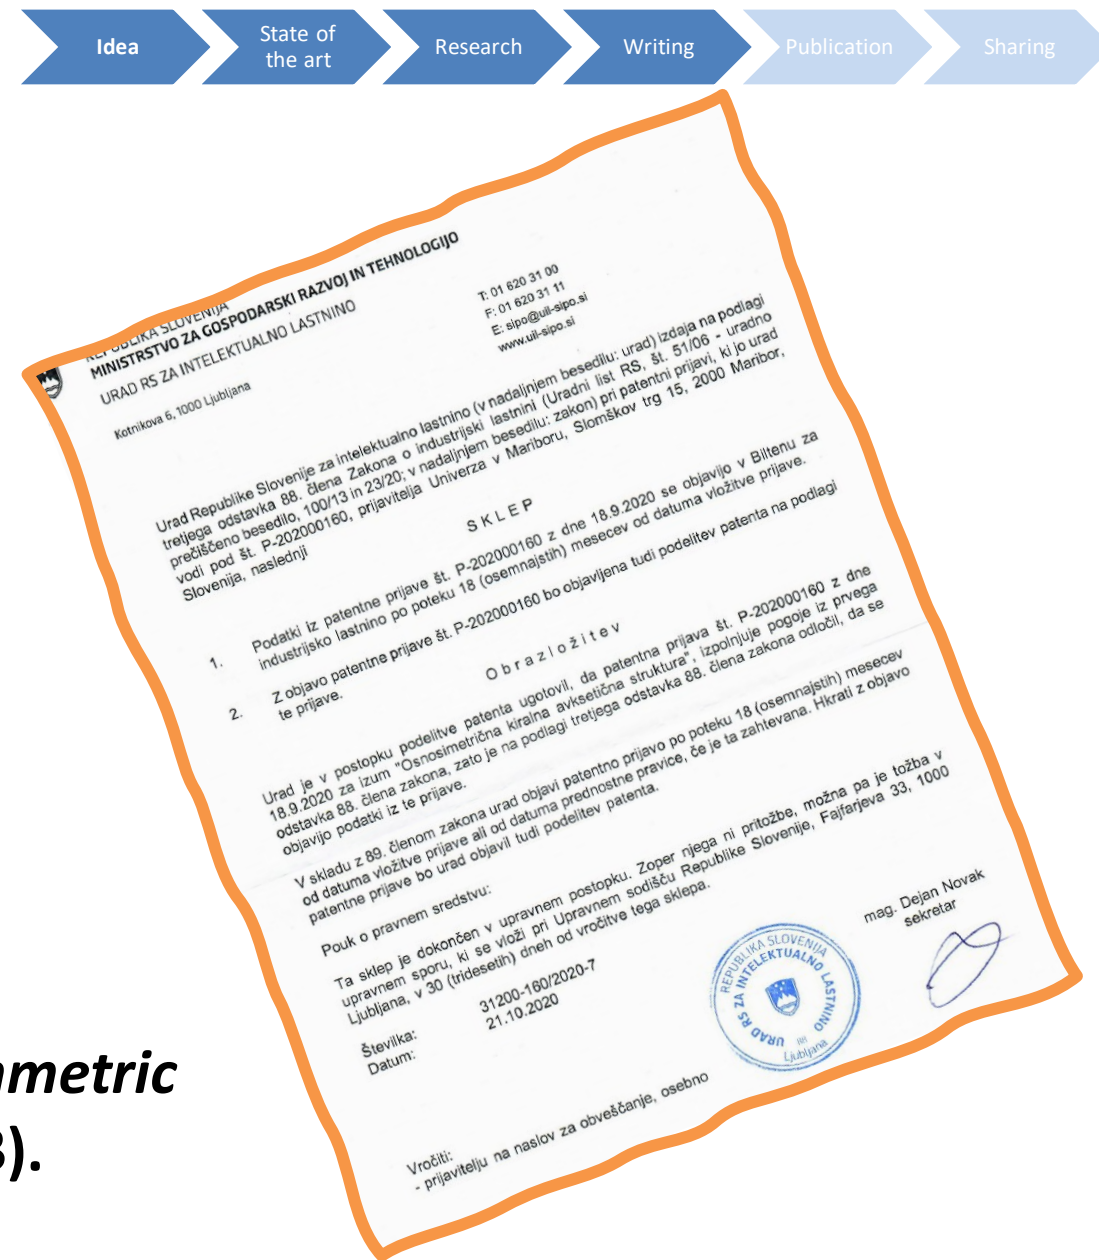 Idea
State of
the art
Research
Writing
Publication
Sharing
REPUBLIKA SLOVENIJA
MINISTRSTVO ZA GOSPODARSKI RAZVOJ IN TEHNOLOGIJO
URAD RS ZA INTELEKTUALNO LASTNINO
Kotnikova 6, 1000 Ljubljana
T: 01 620 31 00
F: 01 620 31 11
E: sipo@uil-sipo.si
www.uil-sipo.si
Urad Republike Slovenije za intelektualno lastnino (v nadaljnjem besedilu: urad) izdaja na podlagi
tretjega odstavka 88. člena Zakona o industrijski lastnini (Uradni list RS, št. 51/06 - uradno
prečiščeno besedilo, 100/13 in 23/20; v nadaljnjem besedilu: zakon) pri patentni prijavi, ki jo urad
vodi pod št. P-202000160, prijavitelja Univerza v Mariboru, Slomškov trg 15, 2000 Maribor,
Slovenija, naslednji
S K L E P
1. Podatki iz patentne prijave št. P-202000160 z dne 18.9.2020 se objavijo v Biltenu za
industrijsko lastnino po poteku 18 (osemnajstih) mesecev od datuma vložitve prijave.
2. Z objavo patentne prijave št. P-202000160 bo objavljena tudi podelitev patenta na podlagi
te prijave.
O b r a z l o ž i t e v
Urad je v postopku podelitve patenta ugotovil, da patentna prijava št. P-202000160 z dne
18.9.2020 za izum "Osnosimetrična kiralna avksetična struktura", izpolnjuje pogoje iz prvega
odstavka 88. člena zakona, zato je na podlagi tretjega odstavka 88. člena zakona odločil, da se
objavijo podatki iz te prijave.
V skladu z 89. členom zakona urad objavi patentno prijavo po poteku 18 (osemnajstih) mesecev
od datuma vložitve prijave ali od datuma prednostne pravice, če je ta zahtevana. Hkrati z objavo
patentne prijave bo urad objavil tudi podelitev patenta.
Pouk o pravnem sredstvu:
Ta sklep je dokončen v upravnem postopku. Zoper njega ni pritožbe, možna pa je tožba v
upravnem sporu, ki se vloži pri Upravnem sodišču Republike Slovenije, Fajfarjeva 33, 1000
Ljubljana, v 30 (tridesetih) dneh od vročitve tega sklepa.
Številka: 31200-160/2020-7
Datum: 21.10.2020
mag. Dejan Novak
sekretar
REPUBLIKA SLOVENIJA
URAD RS ZA INTELEKTUALNO LASTNINO
Ljubljana
Vročiti:
- prijavitelju na naslov za obveščanje, osebno
mmetric
).